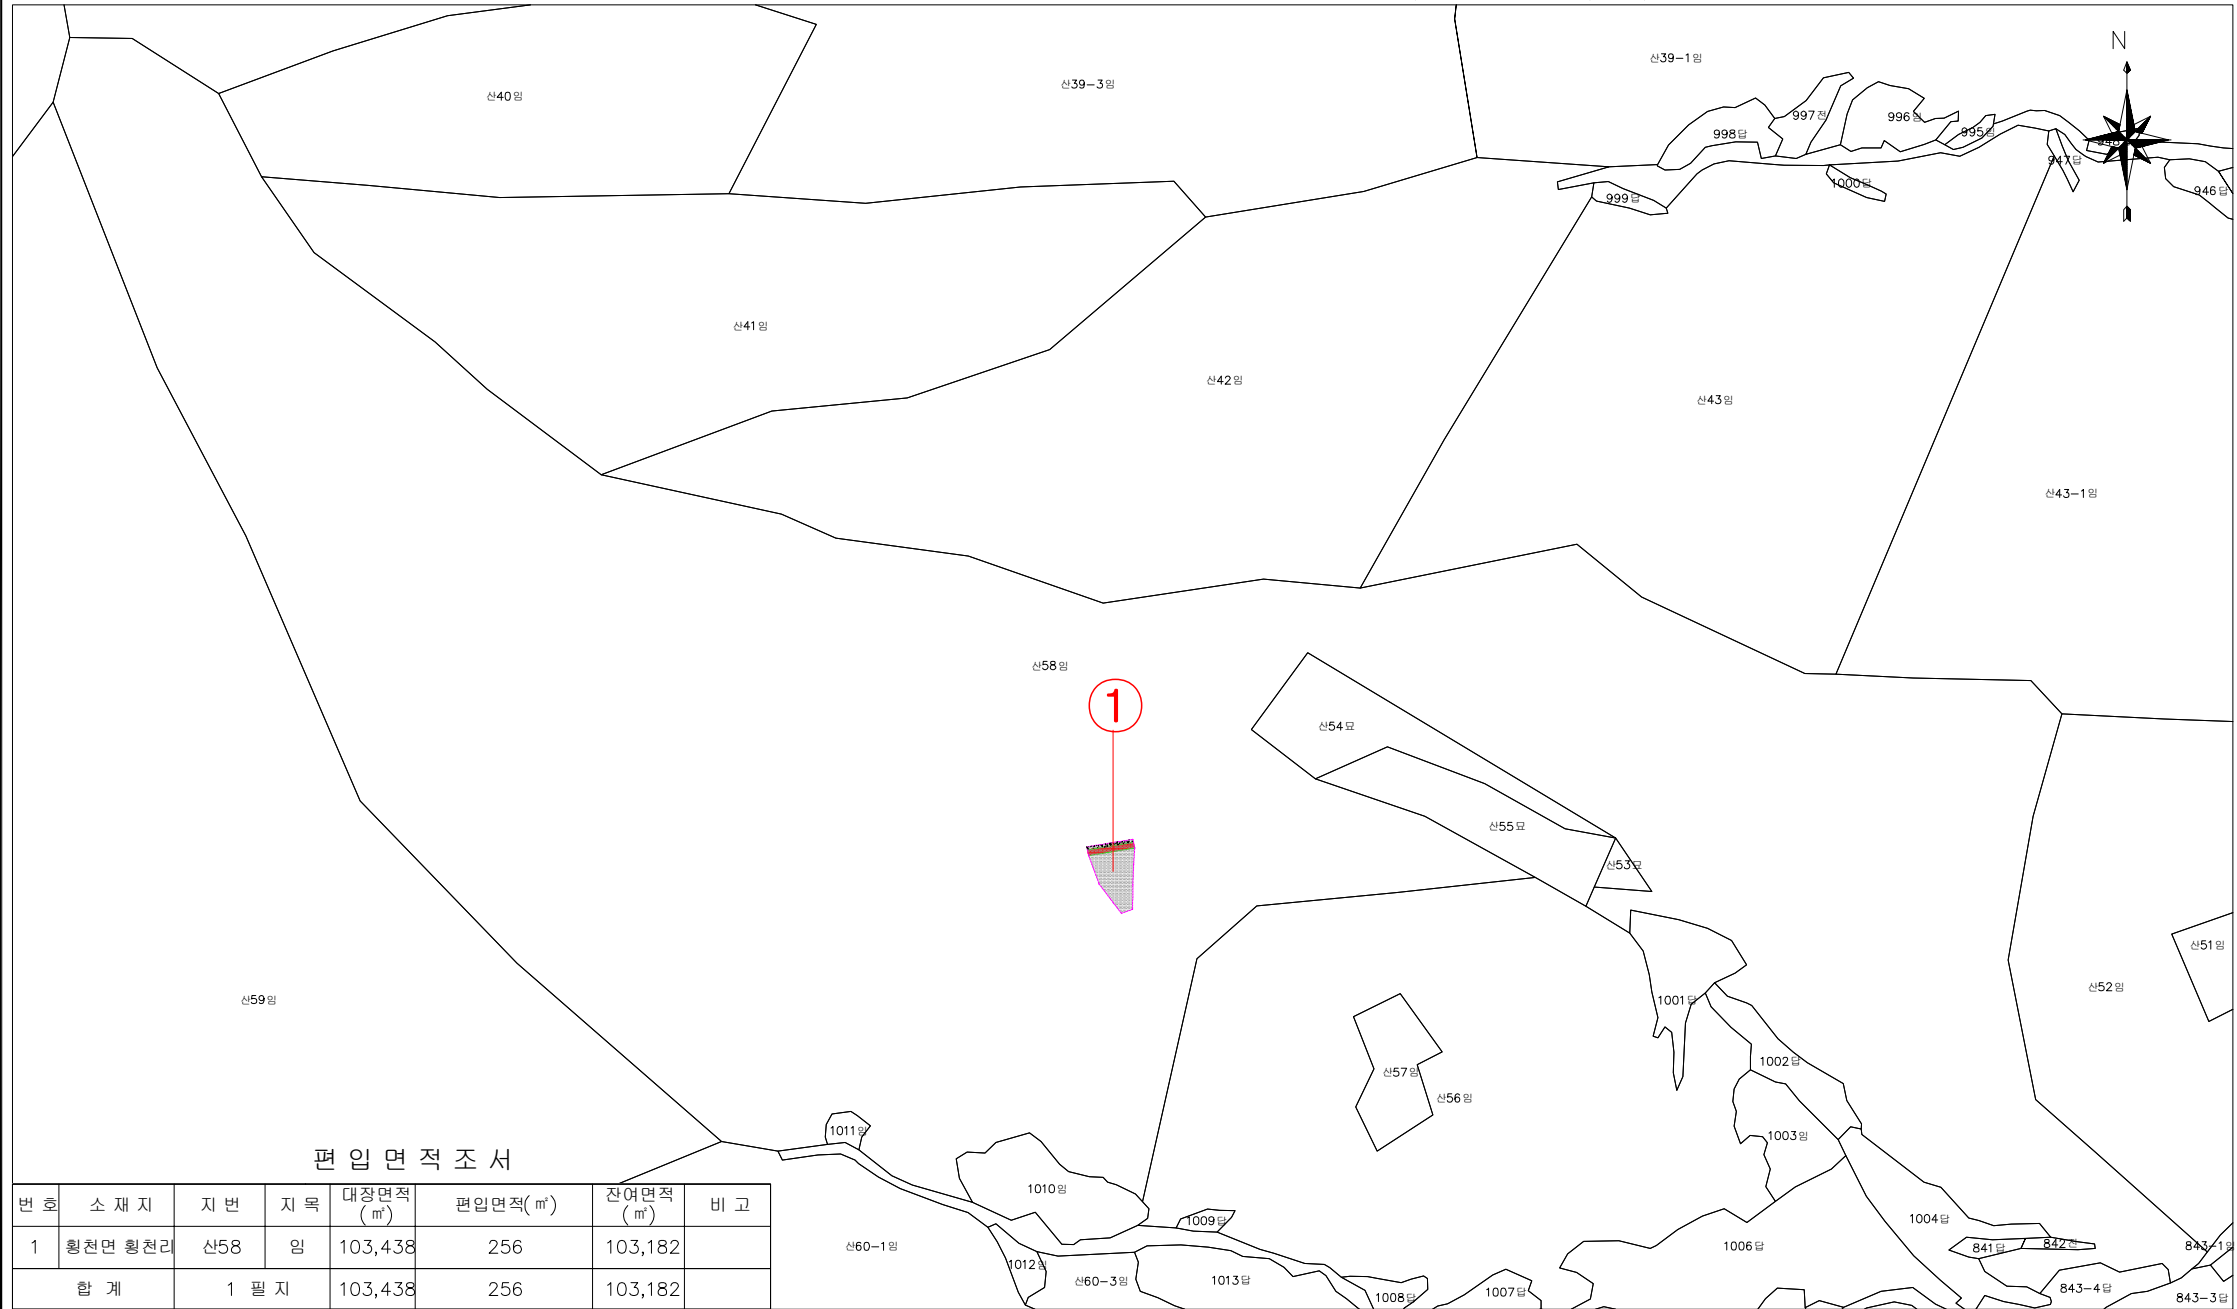 N
산39-1임
산39-3임
산40임
997전
996임
998답
995임
947답
1000답
946답
999답
산41임
산42임
산43임
산43-1임
산58임
1
산54묘
산55묘
산53묘
산51임
산52임
산59임
1001답
1002답
산57임
산56임
1011임
1003임
1010임
1009답
1004답
산60-1임
1006답
841답
842전
843-1임
1012임
산60-3임
1013답
1008답
1007답
843-4답
843-3답
편 입 면 적 조 서
번 호 소 재 지 지 번 지 목 대장면적(㎡) 편입면적(㎡) 잔여면적(㎡) 비 고
1 횡천면 횡천리 산58 임 103,438 256 103,182
합 계 1 필 지 103,438 256 103,182